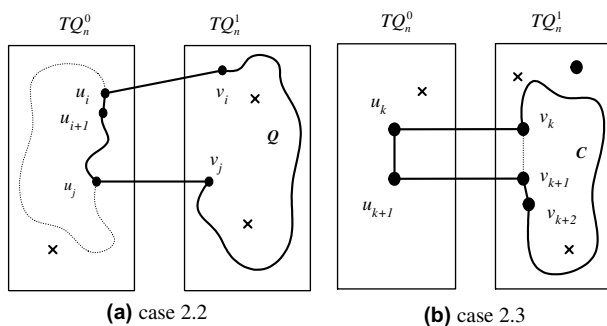 TQ_n^0 TQ_n^1 TQ_n^0 TQ_n^1
u_i v_i u_k v_k
u_{i+1} Q C
u_j v_j u_{k+1} v_{k+1}
v_{k+2}
(a) case 2.2 (b) case 2.3